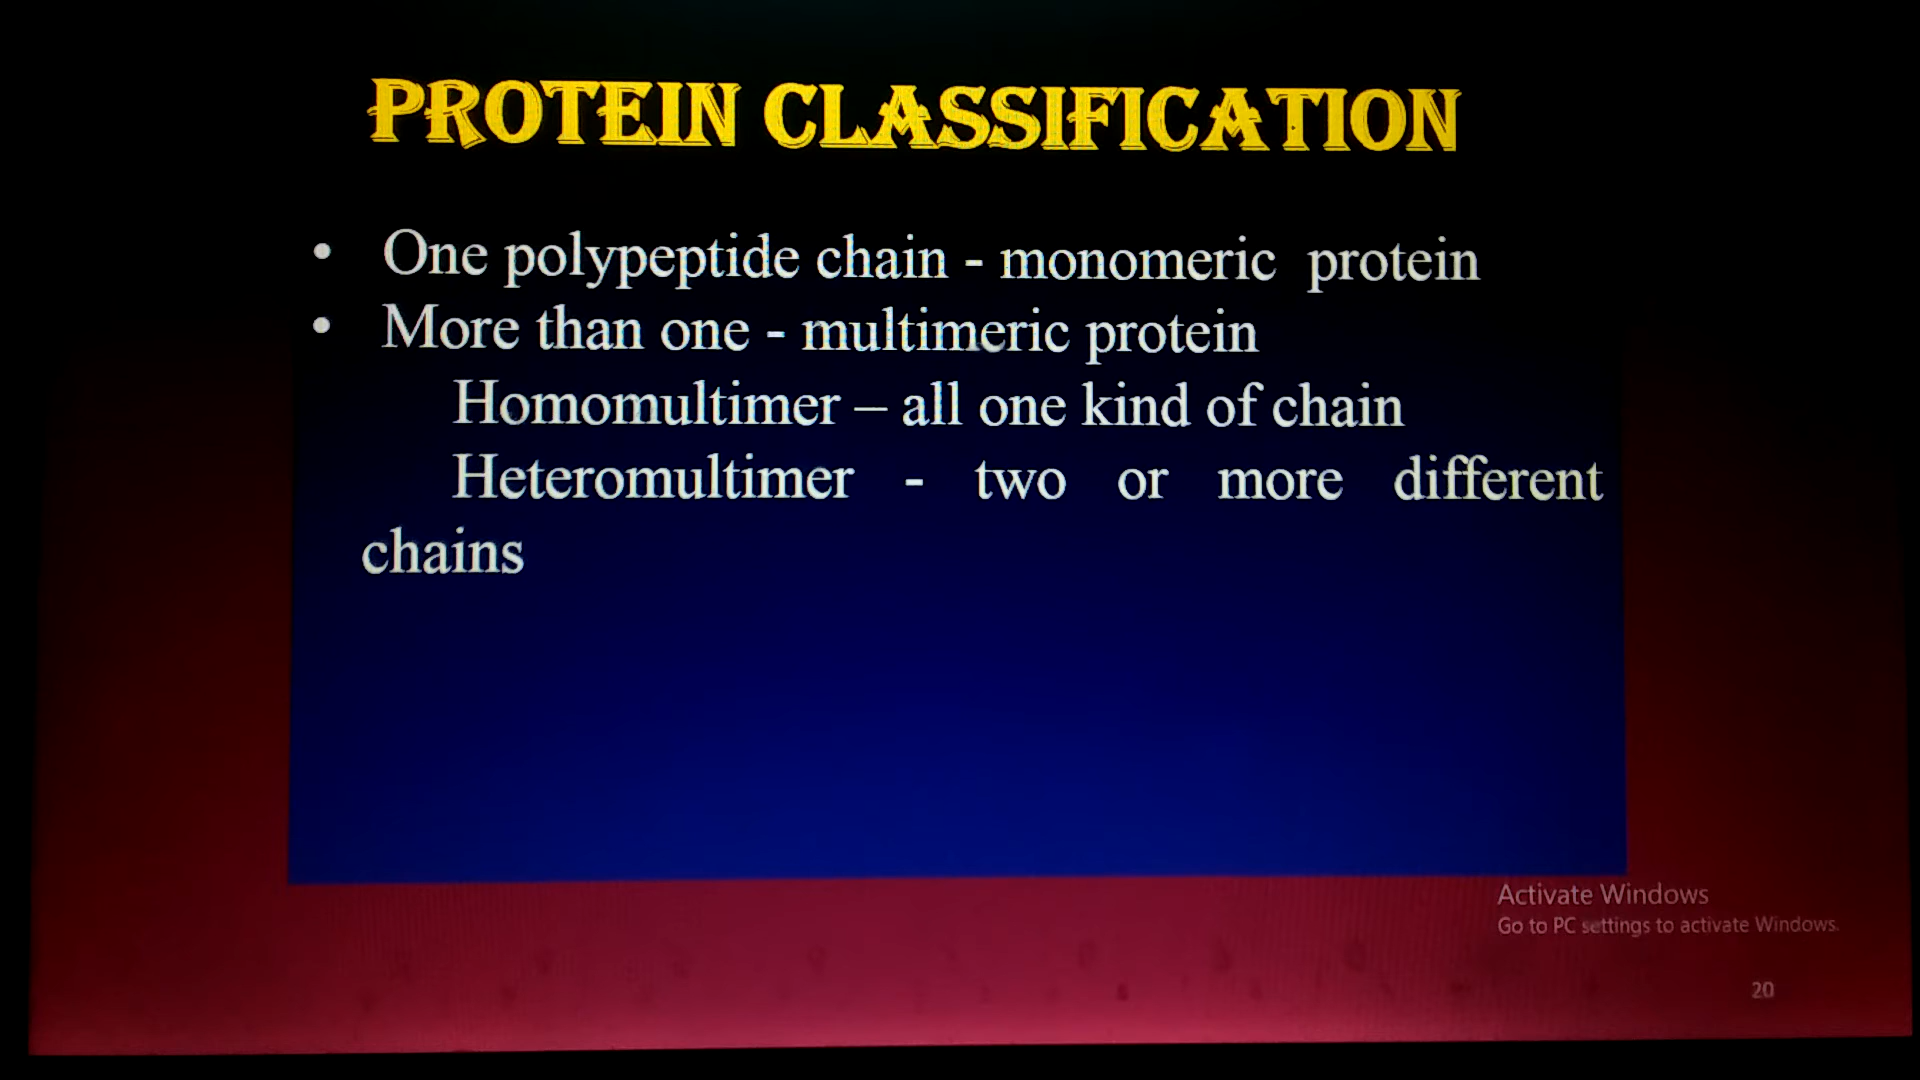 PROTEIN CLASSIFICATION
• One polypeptide chain - monomeric protein
• More than one - multimeric protein
Homomultimer – all one kind of chain
Heteromultimer - two or more different
chains
Activate Windows
Go to PC settings to activate Windows.
20